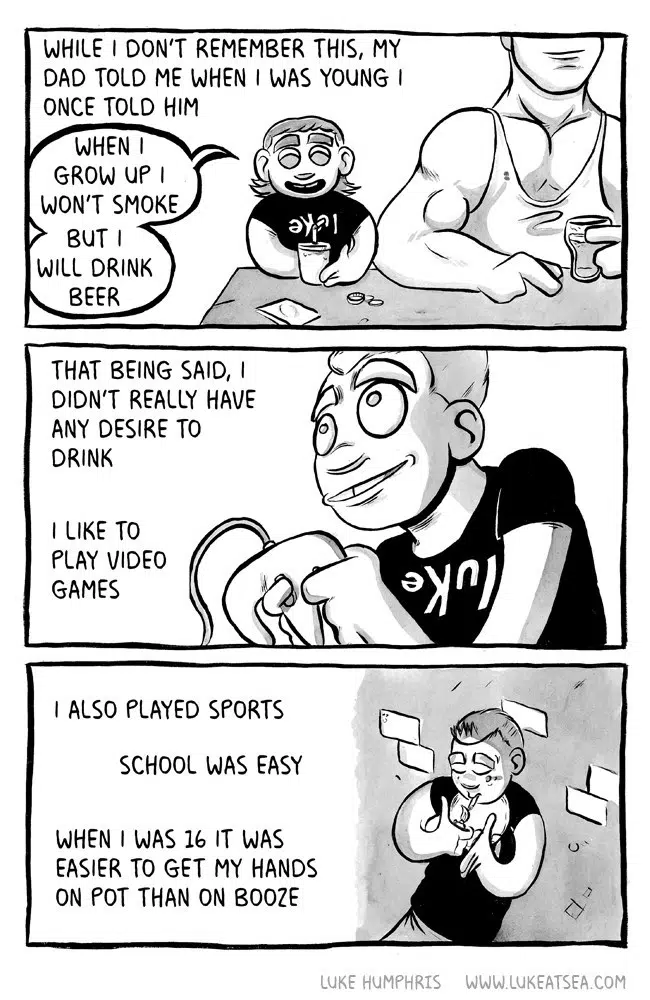 WHILE I DON'T REMEMBER THIS, MY
DAD TOLD ME WHEN I WAS YOUNG I
ONCE TOLD HIM
WHEN I
GROW UP I
WON'T SMOKE
BUT I
WILL DRINK
BEER
luke
THAT BEING SAID, I
DIDN'T REALLY HAVE
ANY DESIRE TO
DRINK
I LIKE TO
PLAY VIDEO
GAMES
luke
I ALSO PLAYED SPORTS
SCHOOL WAS EASY
WHEN I WAS 16 IT WAS
EASIER TO GET MY HANDS
ON POT THAN ON BOOZE
LUKE HUMPHRIS WWW.LUKEATSEA.COM